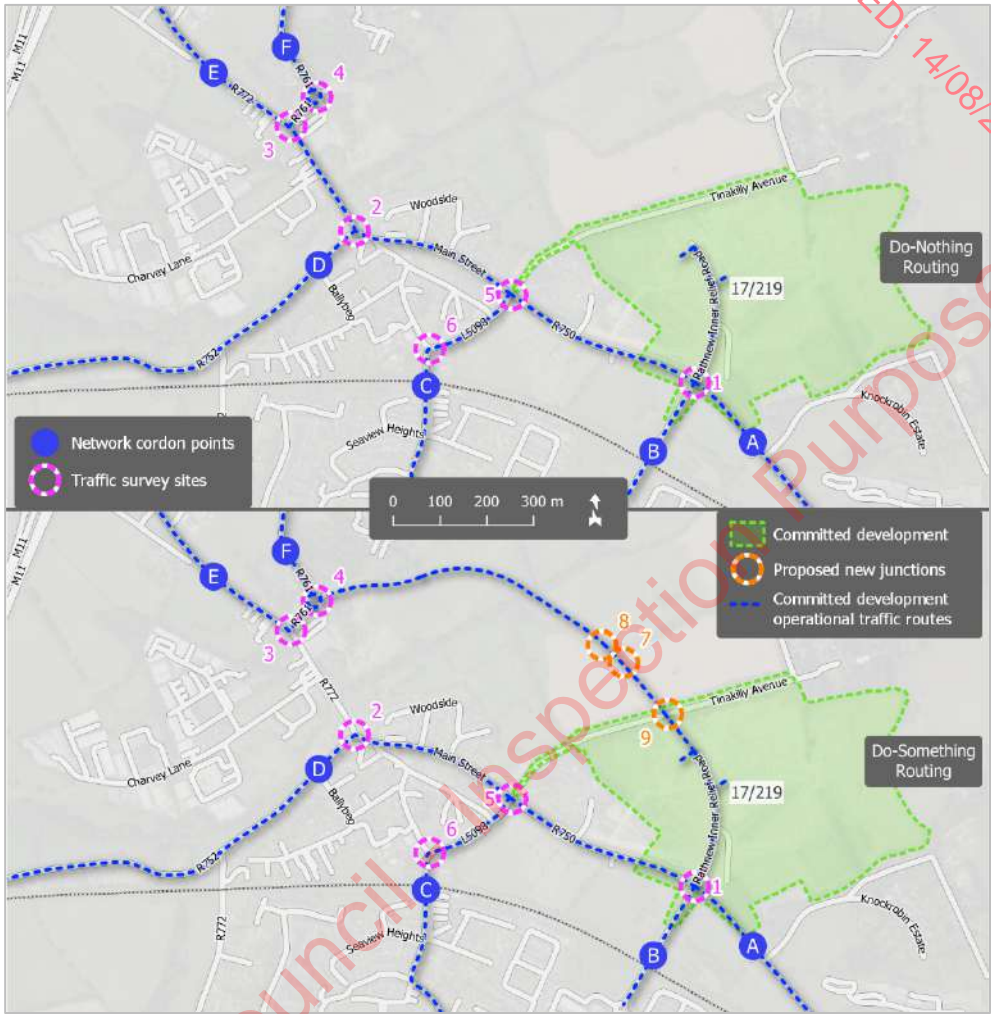 M11
M11
F
E
R772
R761
4
R761
3
ED: 14/08/2
2
Woodside
Tinakilly Avenue
D
Main Street
Do-Nothing
Routing
Charvey Lane
Ballybeg
5
17/219
6
L5098
R750
Rathnew Inner Relief Road
R752
C
1
Knockrobin Estate
Seaview Heights
B
A
Network cordon points
Traffic survey sites
0 100 200 300 m
Committed development
Proposed new junctions
Committed development
operational traffic routes
M11
M11
F
E
R761
4
R761
3
8
7
R772
2
Woodside
Tinakilly Avenue
9
D
Main Street
Do-Something
Routing
Charvey Lane
Ballybeg
5
17/219
6
L5098
R750
Rathnew Inner Relief Road
R752
C
1
Knockrobin Estate
R772
Seaview Heights
B
A
Council Inspection Purpose